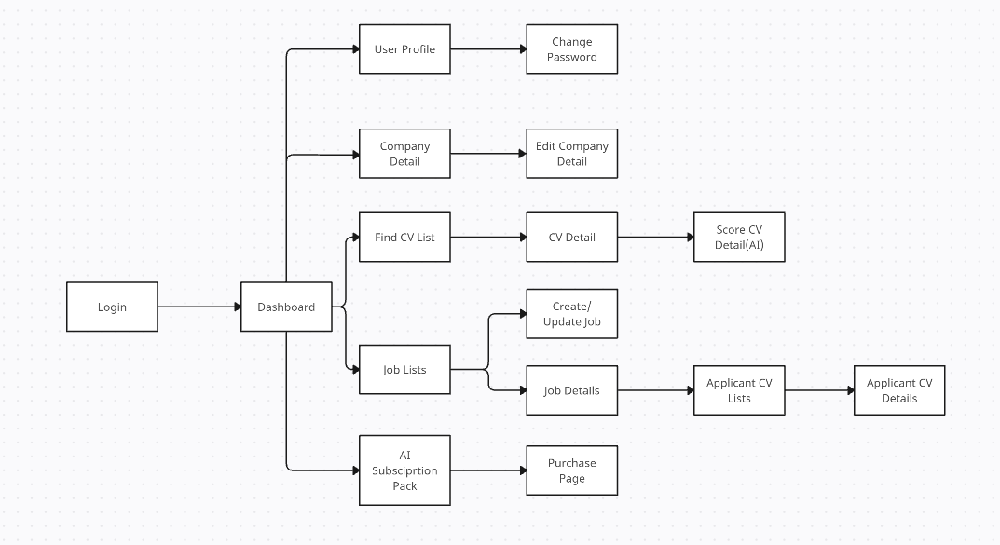 User Profile
Change
Password
Company
Detail
Edit Company
Detail
Find CV List
CV Detail
Score CV
Detail(AI)
Login
Dashboard
Create/
Update Job
Job Lists
Job Details
Applicant CV
Lists
Applicant CV
Details
AI
Subsciprtion
Pack
Purchase
Page